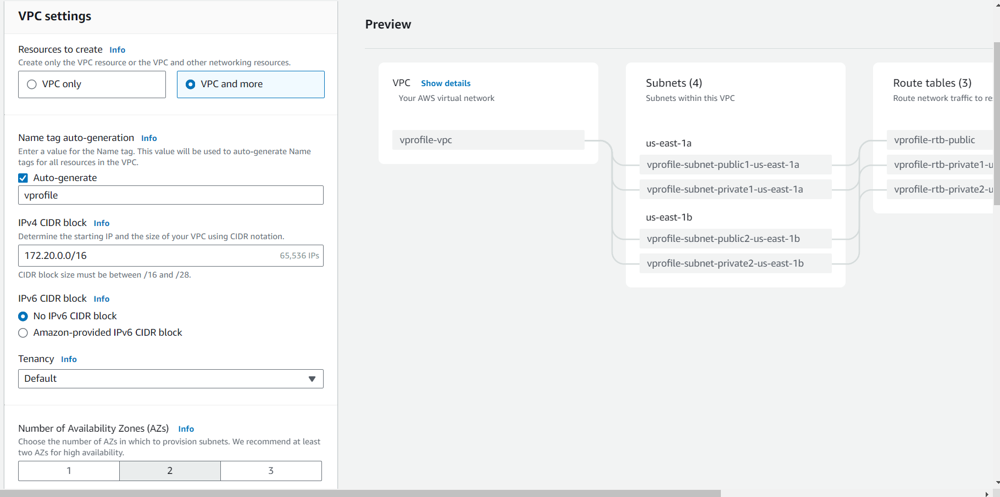 VPC settings
Resources to create Info
Create only the VPC resource or the VPC and other networking resources.
VPC only
VPC and more
Name tag auto-generation Info
Enter a value for the Name tag. This value will be used to auto-generate Name
tags for all resources in the VPC.
Auto-generate
vprofile
IPv4 CIDR block Info
Determine the starting IP and the size of your VPC using CIDR notation.
172.20.0.0/16 65,536 IPs
CIDR block size must be between /16 and /28.
IPv6 CIDR block Info
No IPv6 CIDR block
Amazon-provided IPv6 CIDR block
Tenancy Info
Default
Number of Availability Zones (AZs) Info
Choose the number of AZs in which to provision subnets. We recommend at least
two AZs for high availability.
1 2 3
Preview
VPC Show details
Your AWS virtual network
vprofile-vpc
Subnets (4)
Subnets within this VPC
us-east-1a
vprofile-subnet-public1-us-east-1a
vprofile-subnet-private1-us-east-1a
us-east-1b
vprofile-subnet-public2-us-east-1b
vprofile-subnet-private2-us-east-1b
Route tables (3)
Route network traffic to re
vprofile-rtb-public
vprofile-rtb-private1-u
vprofile-rtb-private2-u